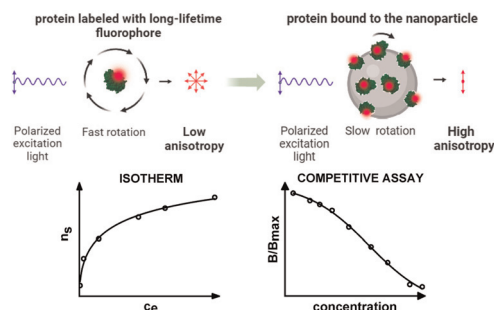 protein labeled with long-lifetime
fluorophore
protein bound to the nanoparticle
Polarized
excitation
light
Fast rotation
Low
anisotropy
Polarized
excitation
light
Slow rotation
High
anisotropy
ISOTHERM
ns
ce
COMPETITIVE ASSAY
B/Bmax
concentration